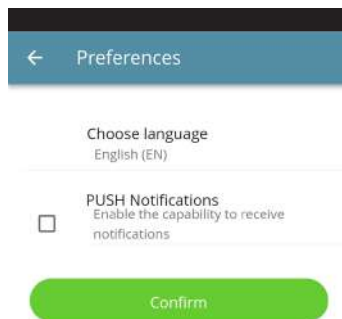 Preferences
Choose language
English (EN)
PUSH Notifications
Enable the capability to receive
notifications
Confirm